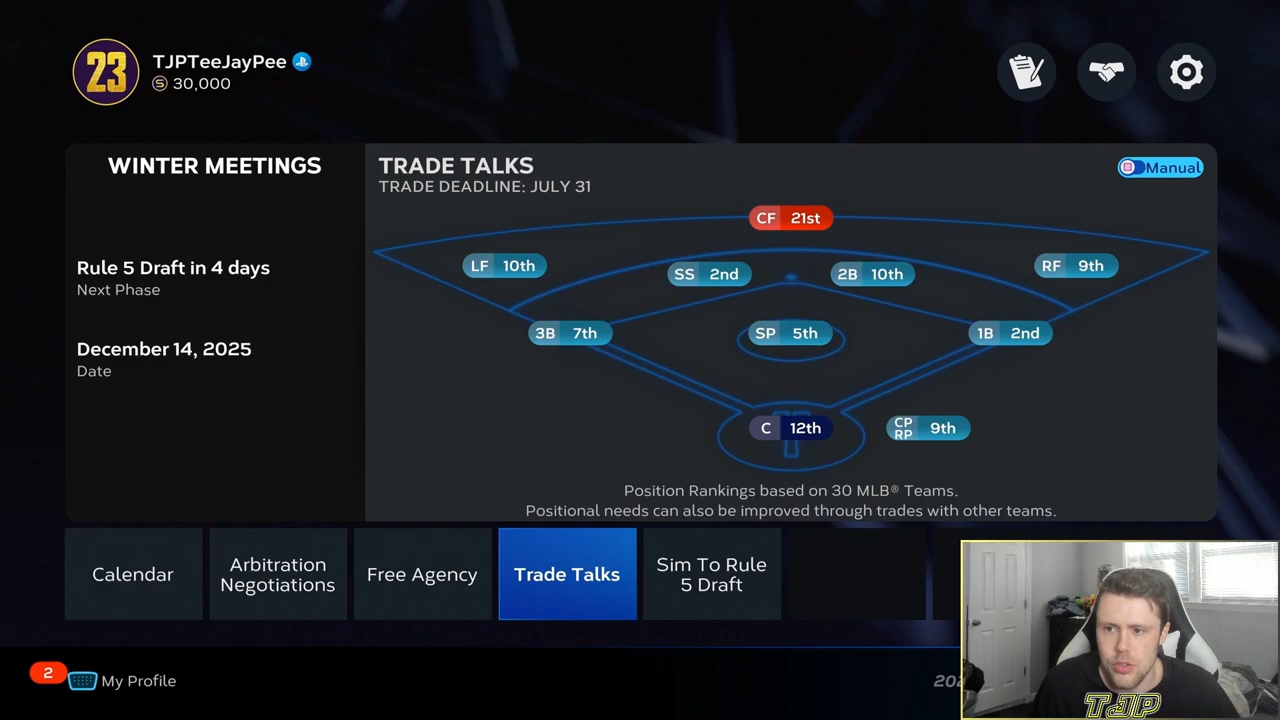 23
TJPTeeJayPee
S 30,000
WINTER MEETINGS
Rule 5 Draft in 4 days
Next Phase
December 14, 2025
Date
TRADE TALKS
TRADE DEADLINE: JULY 31
Manual
CF 21st
LF 10th
SS 2nd
2B 10th
RF 9th
3B 7th
SP 5th
1B 2nd
C 12th
CP
RP 9th
Position Rankings based on 30 MLB® Teams.
Positional needs can also be improved through trades with other teams.
Calendar
Arbitration
Negotiations
Free Agency
Trade Talks
Sim To Rule
5 Draft
2
My Profile
TJP